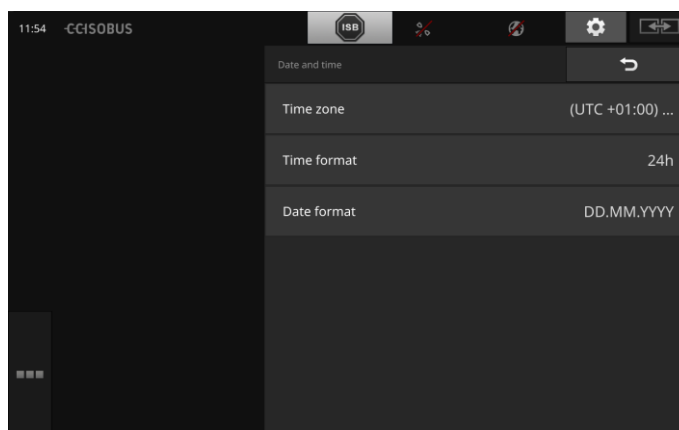 11:54 CCISOBUS
ISB
Date and time
Time zone (UTC +01:00) ...
Time format 24h
Date format DD.MM.YYYY